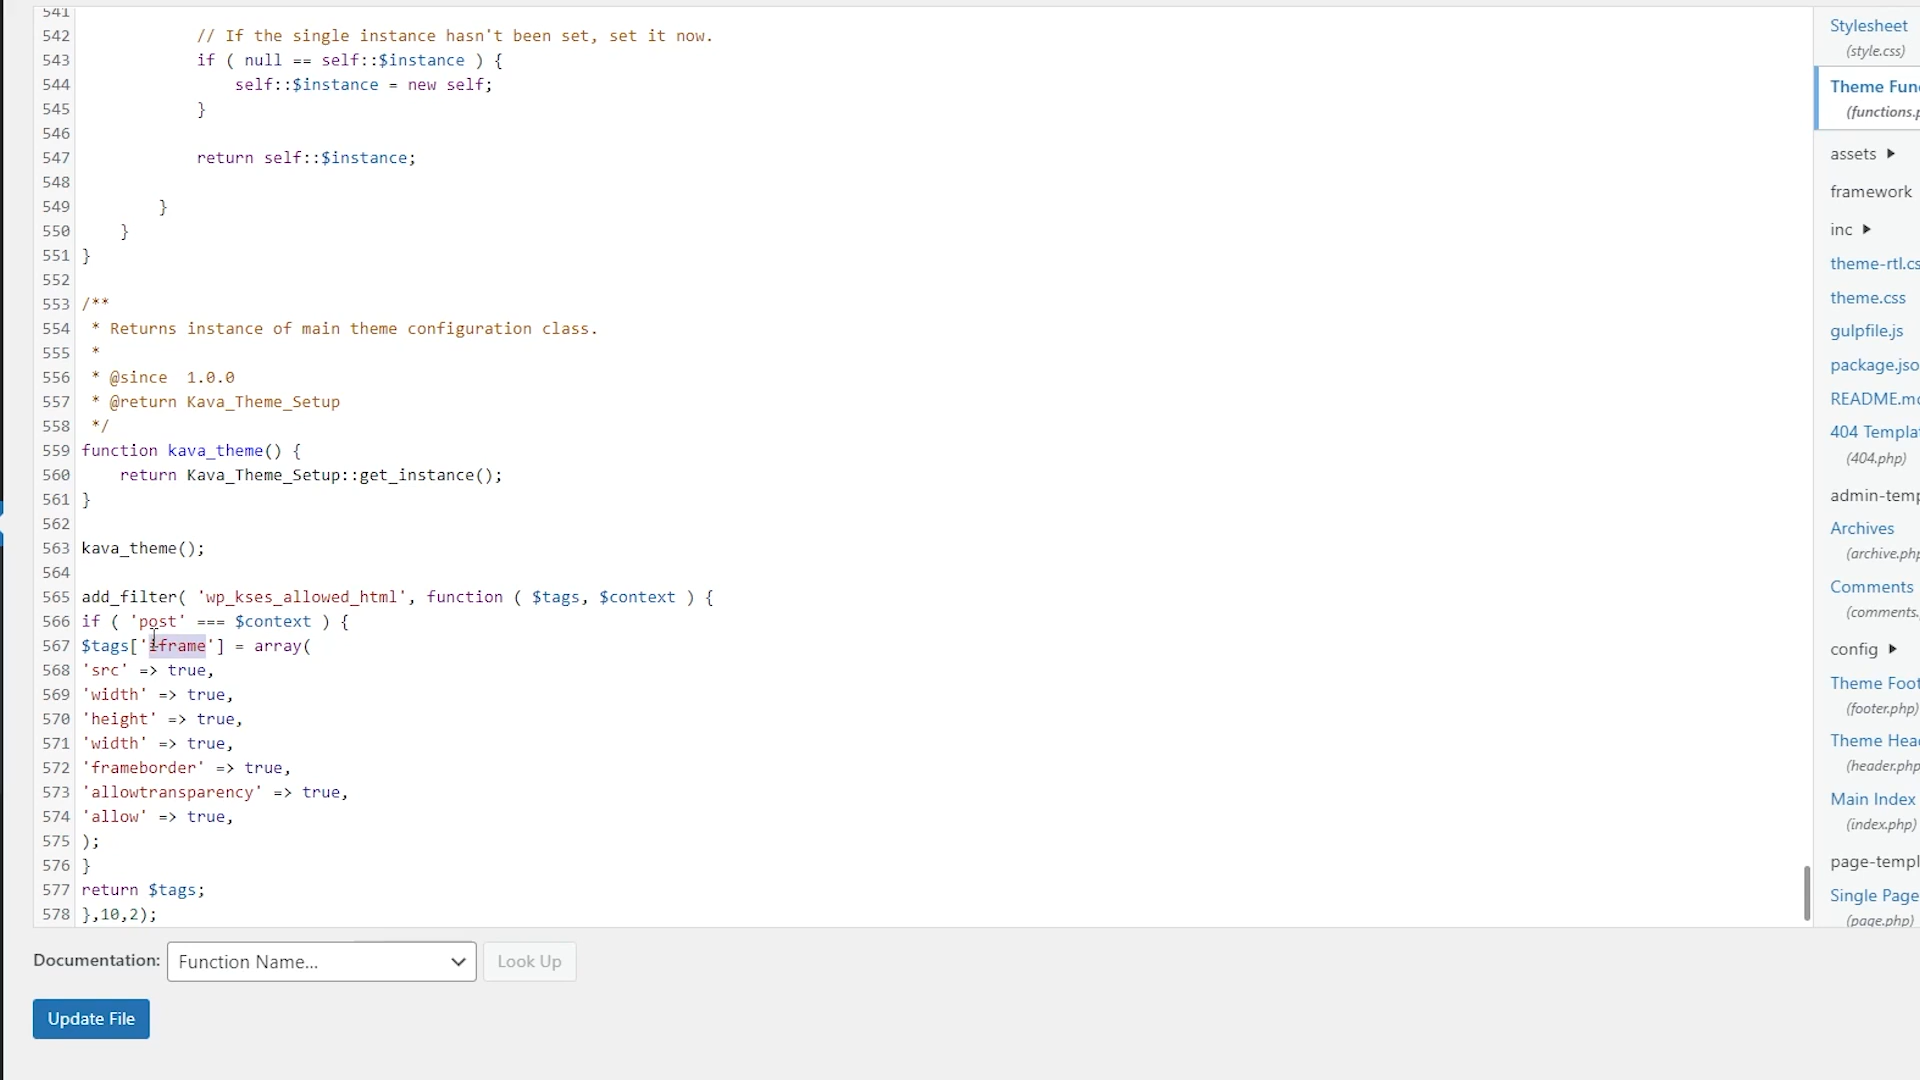 541
542 // If the single instance hasn't been set, set it now.
543 if ( null == self::$instance ) {
544 self::$instance = new self;
545 }
546
547 return self::$instance;
548
549 }
550 }
551 }
552
553 /**
554 * Returns instance of main theme configuration class.
555 *
556 * @since 1.0.0
557 * @return Kava_Theme_Setup
558 */
559 function kava_theme() {
560 return Kava_Theme_Setup::get_instance();
561 }
562
563 kava_theme();
564
565 add_filter( 'wp_kses_allowed_html', function ( $tags, $context ) {
566 if ( 'post' === $context ) {
567 $tags['iframe'] = array(
568 'src' => true,
569 'width' => true,
570 'height' => true,
571 'width' => true,
572 'frameborder' => true,
573 'allowtransparency' => true,
574 'allow' => true,
575 );
576 }
577 return $tags;
578 },10,2);
Documentation: Function Name... Look Up
Update File
Stylesheet
(style.css)
Theme Fun
(functions.p
assets
framework
inc
theme-rtl.cs
theme.css
gulpfile.js
package.jso
README.md
404 Templat
(404.php)
admin-temp
Archives
(archive.php
Comments
(comments.
config
Theme Foot
(footer.php)
Theme Head
(header.php
Main Index
(index.php)
page-templ
Single Page
(page.php)